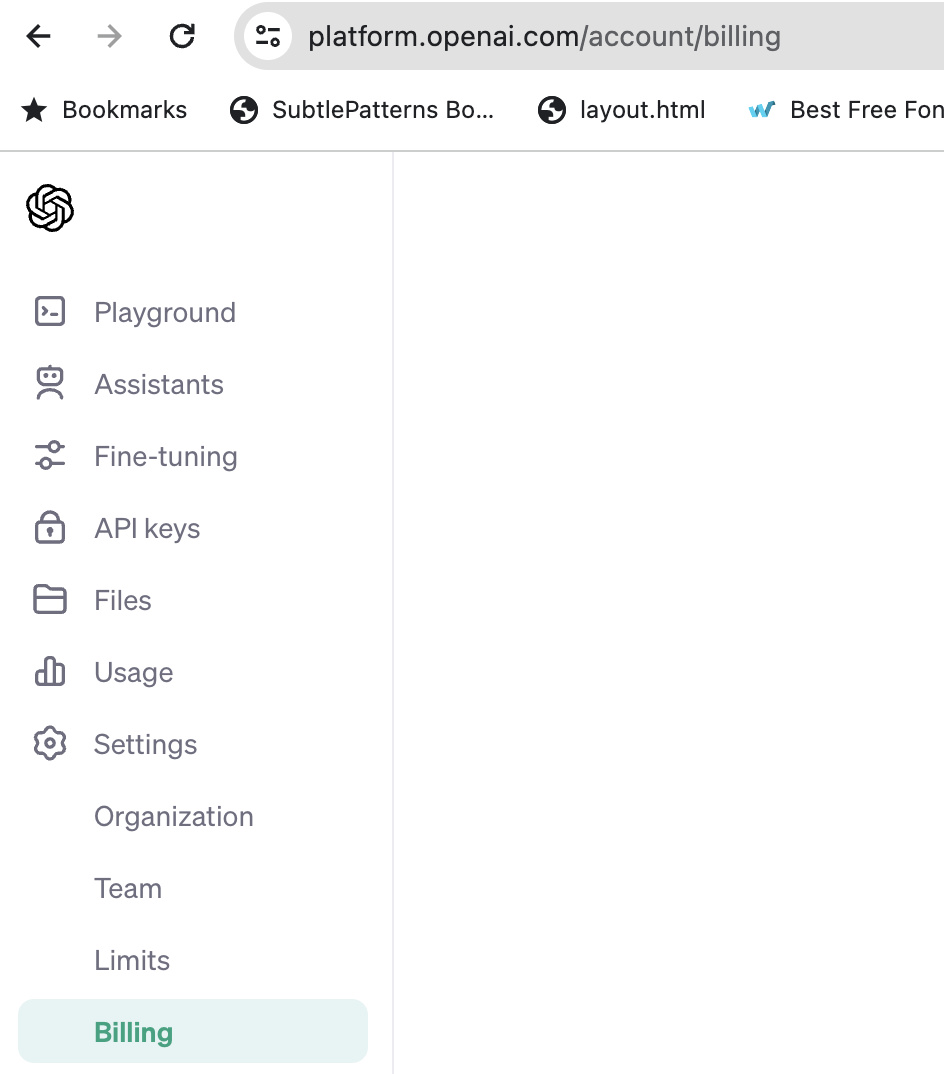 platform.openai.com/account/billing
Bookmarks SubtlePatterns Bo... layout.html Best Free Fon
Playground
Assistants
Fine-tuning
API keys
Files
Usage
Settings
Organization
Team
Limits
Billing